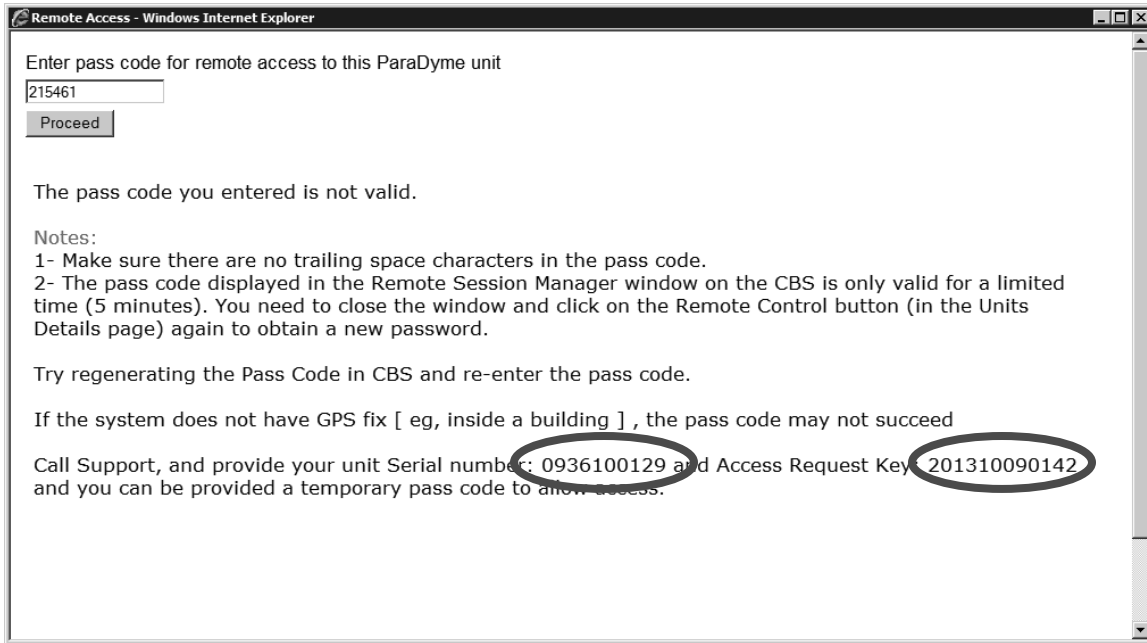 Remote Access - Windows Internet Explorer
Enter pass code for remote access to this ParaDyme unit
215461
Proceed
The pass code you entered is not valid.
Notes:
1- Make sure there are no trailing space characters in the pass code.
2- The pass code displayed in the Remote Session Manager window on the CBS is only valid for a limited
time (5 minutes). You need to close the window and click on the Remote Control button (in the Units
Details page) again to obtain a new password.
Try regenerating the Pass Code in CBS and re-enter the pass code.
If the system does not have GPS fix [ eg, inside a building ] , the pass code may not succeed
Call Support, and provide your unit Serial number: 0936100129 and Access Request Key: 201310090142
and you can be provided a temporary pass code to allow access.